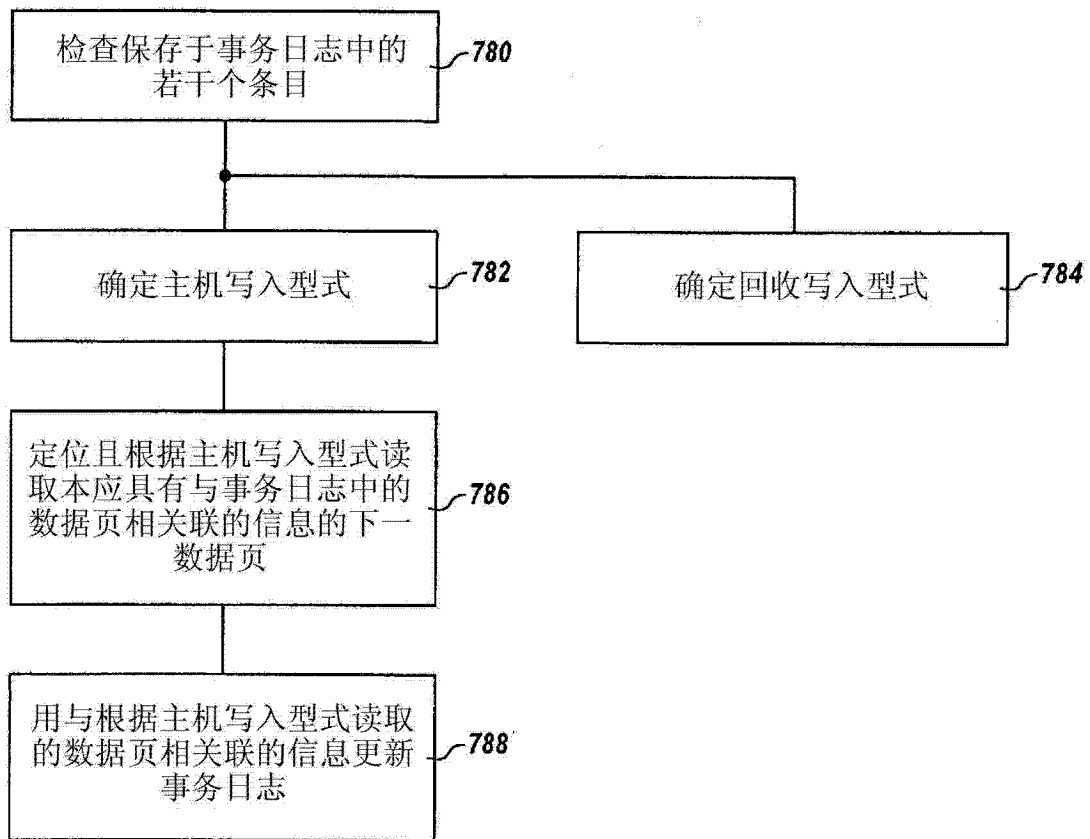 检查保存于事务日志中的
若干个条目
780
确定主机写入型式
782
确定回收写入型式
784
定位且根据主机写入型式读
取本应具有与事务日志中的
数据页相关联的信息的下一
数据页
786
用与根据主机写入型式读取
的数据页相关联的信息更新
事务日志
788